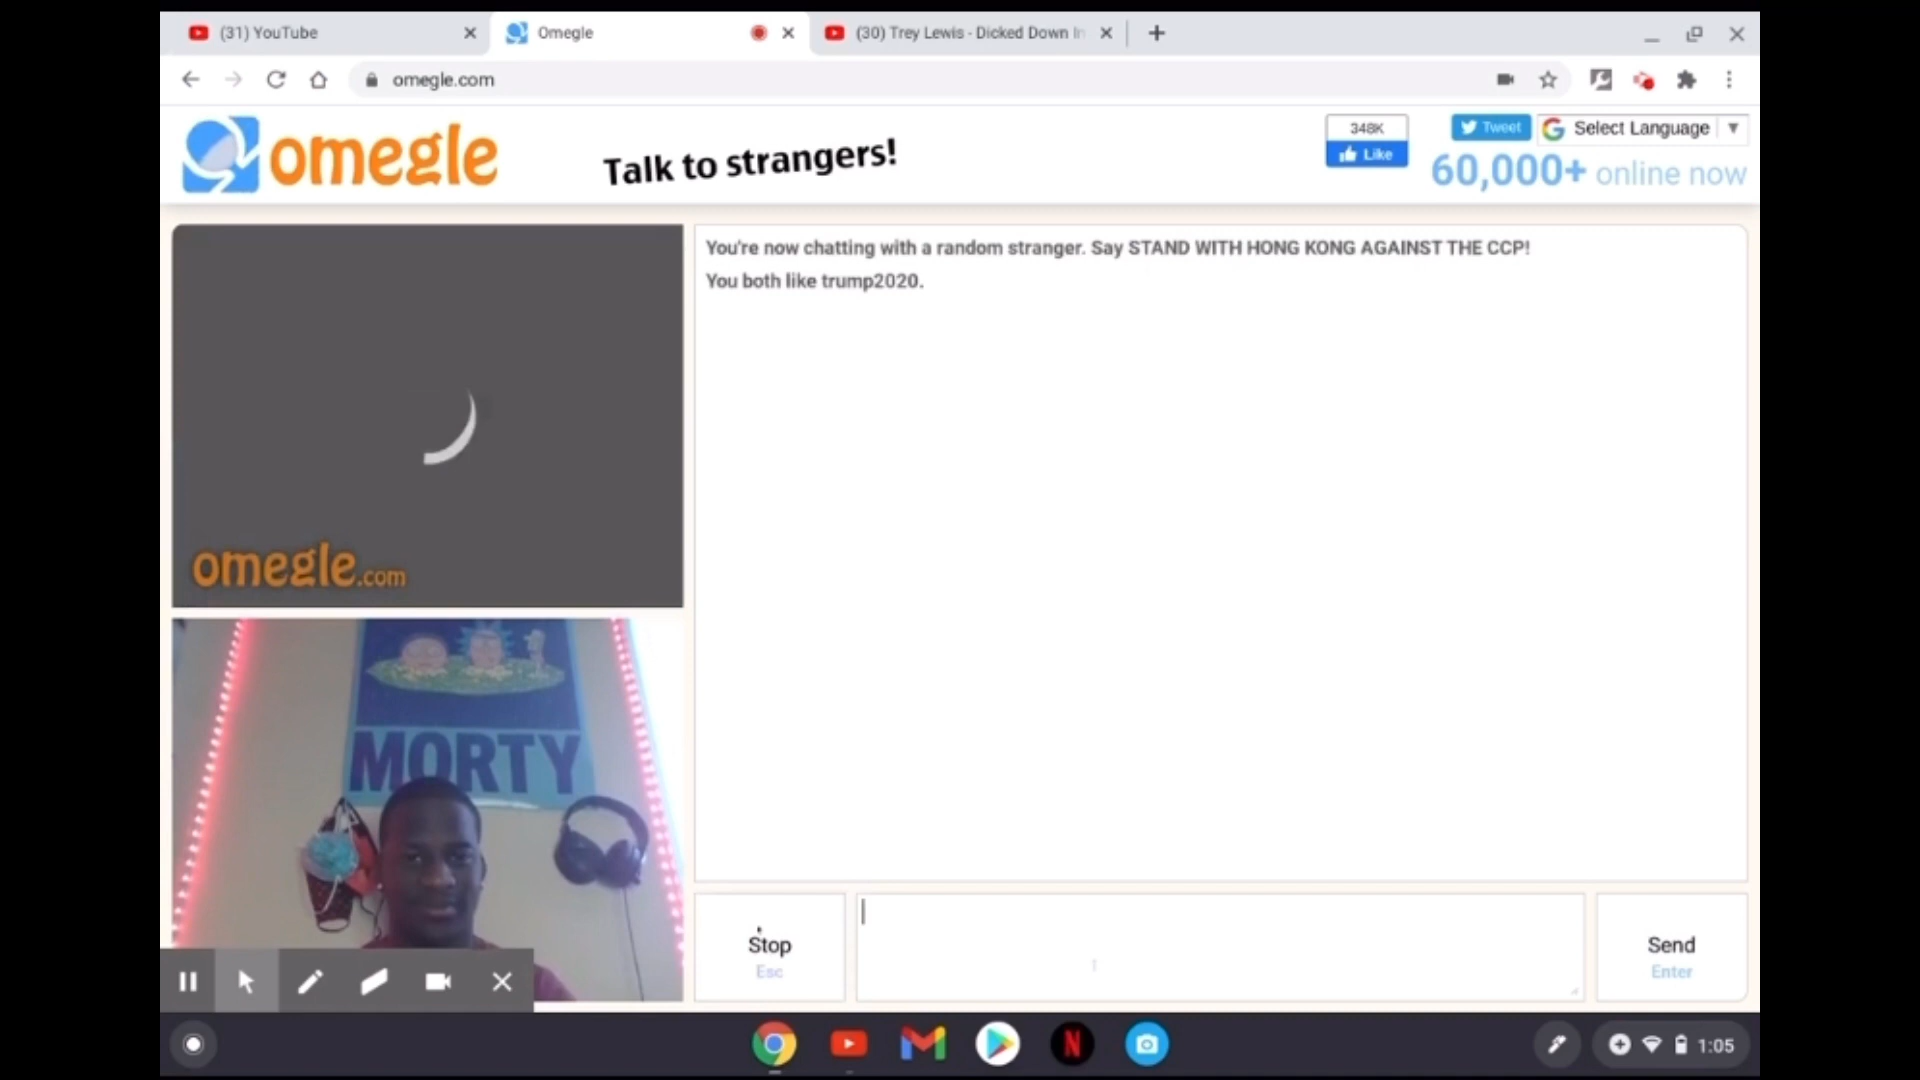 (31) YouTube
Omegle
(30) Trey Lewis - Dicked Down In
omegle.com
omegle
Talk to strangers!
348K
Like
Tweet
Select Language
60,000+ online now
You're now chatting with a random stranger. Say STAND WITH HONG KONG AGAINST THE CCP!
You both like trump2020.
omegle.com
MORTY
Stop
Esc
Send
Enter
1:05